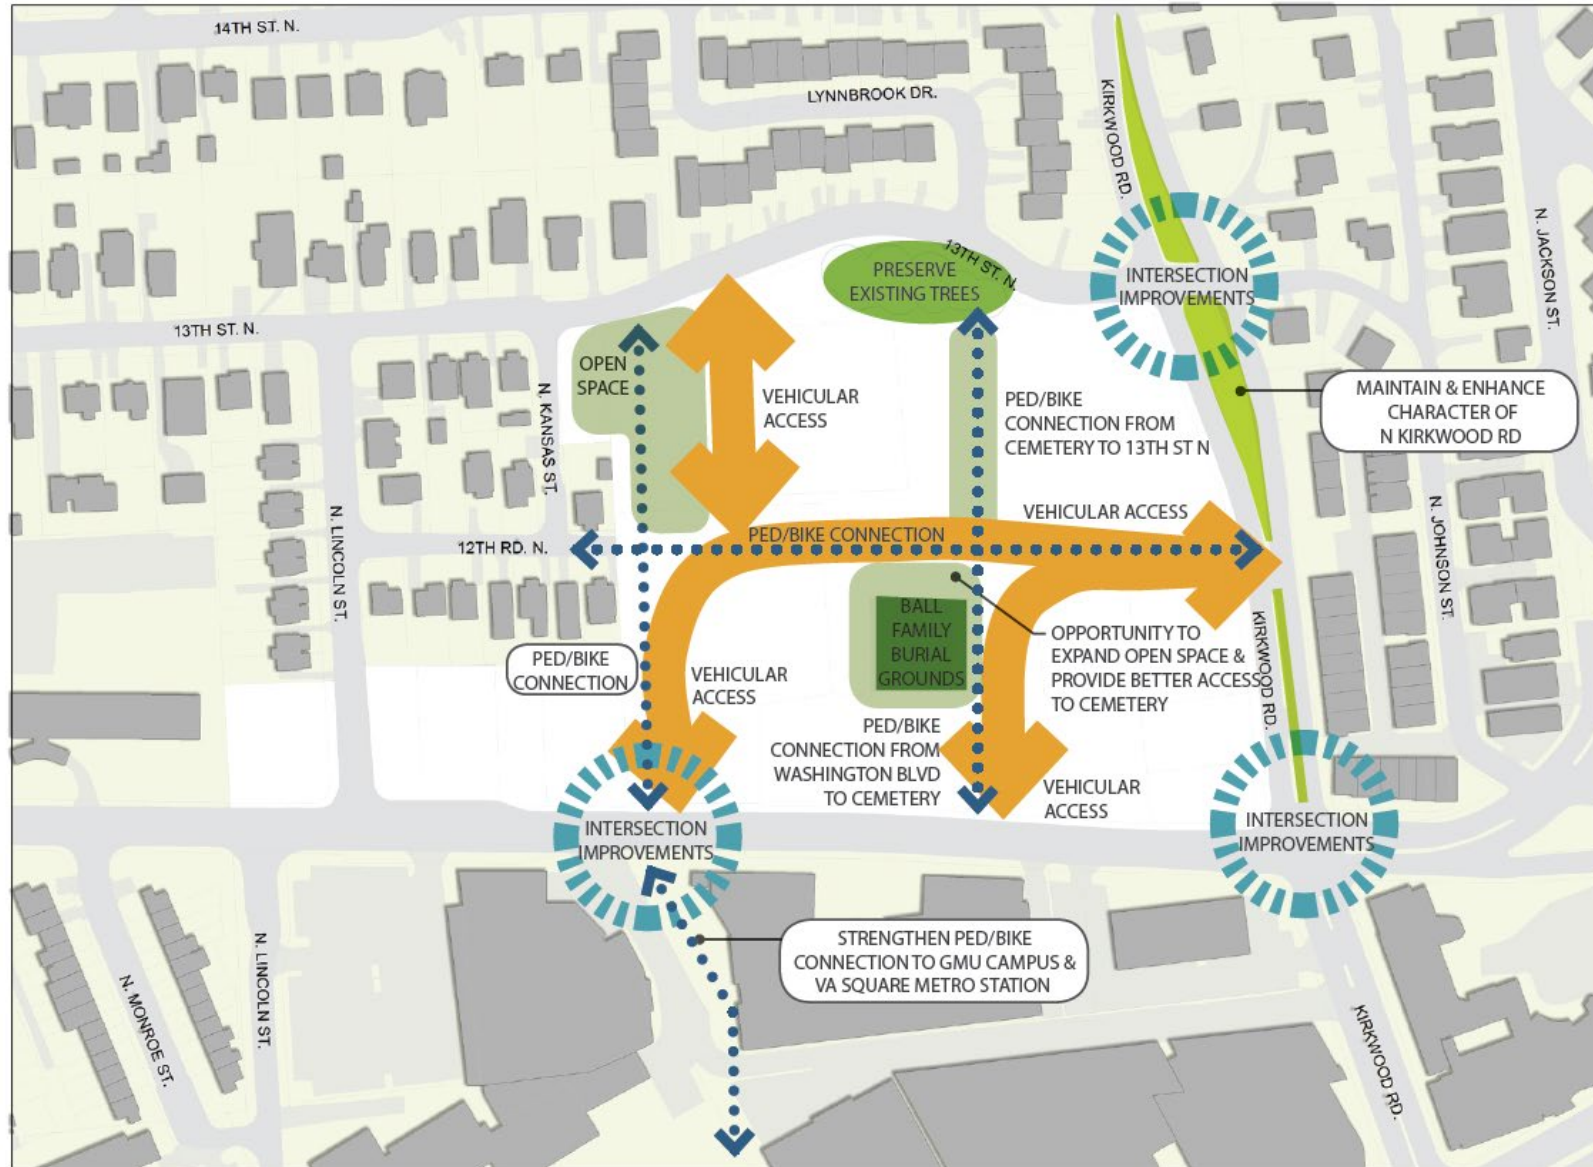 14TH ST. N.
LYNNBROOK DR.
KIRKWOOD RD.
N. JACKSON ST.
13TH ST. N.
PRESERVE
EXISTING TREES
INTERSECTION
IMPROVEMENTS
13TH ST. N.
OPEN
SPACE
N. KANSAS ST.
VEHICULAR
ACCESS
PED/BIKE
CONNECTION FROM
CEMETERY TO 13TH ST N
MAINTAIN & ENHANCE
CHARACTER OF
N KIRKWOOD RD
N. LINCOLN ST.
12TH RD. N.
PED/BIKE CONNECTION
VEHICULAR ACCESS
N. JOHNSON ST.
BALL
FAMILY
BURIAL
GROUNDS
OPPORTUNITY TO
EXPAND OPEN SPACE &
PROVIDE BETTER ACCESS
TO CEMETERY
KIRKWOOD RD.
PED/BIKE
CONNECTION
VEHICULAR
ACCESS
PED/BIKE
CONNECTION FROM
WASHINGTON BLVD
TO CEMETERY
VEHICULAR
ACCESS
INTERSECTION
IMPROVEMENTS
INTERSECTION
IMPROVEMENTS
STRENGTHEN PED/BIKE
CONNECTION TO GMU CAMPUS &
VA SQUARE METRO STATION
N. MONROE ST.
N. LINCOLN ST.
KIRKWOOD RD.